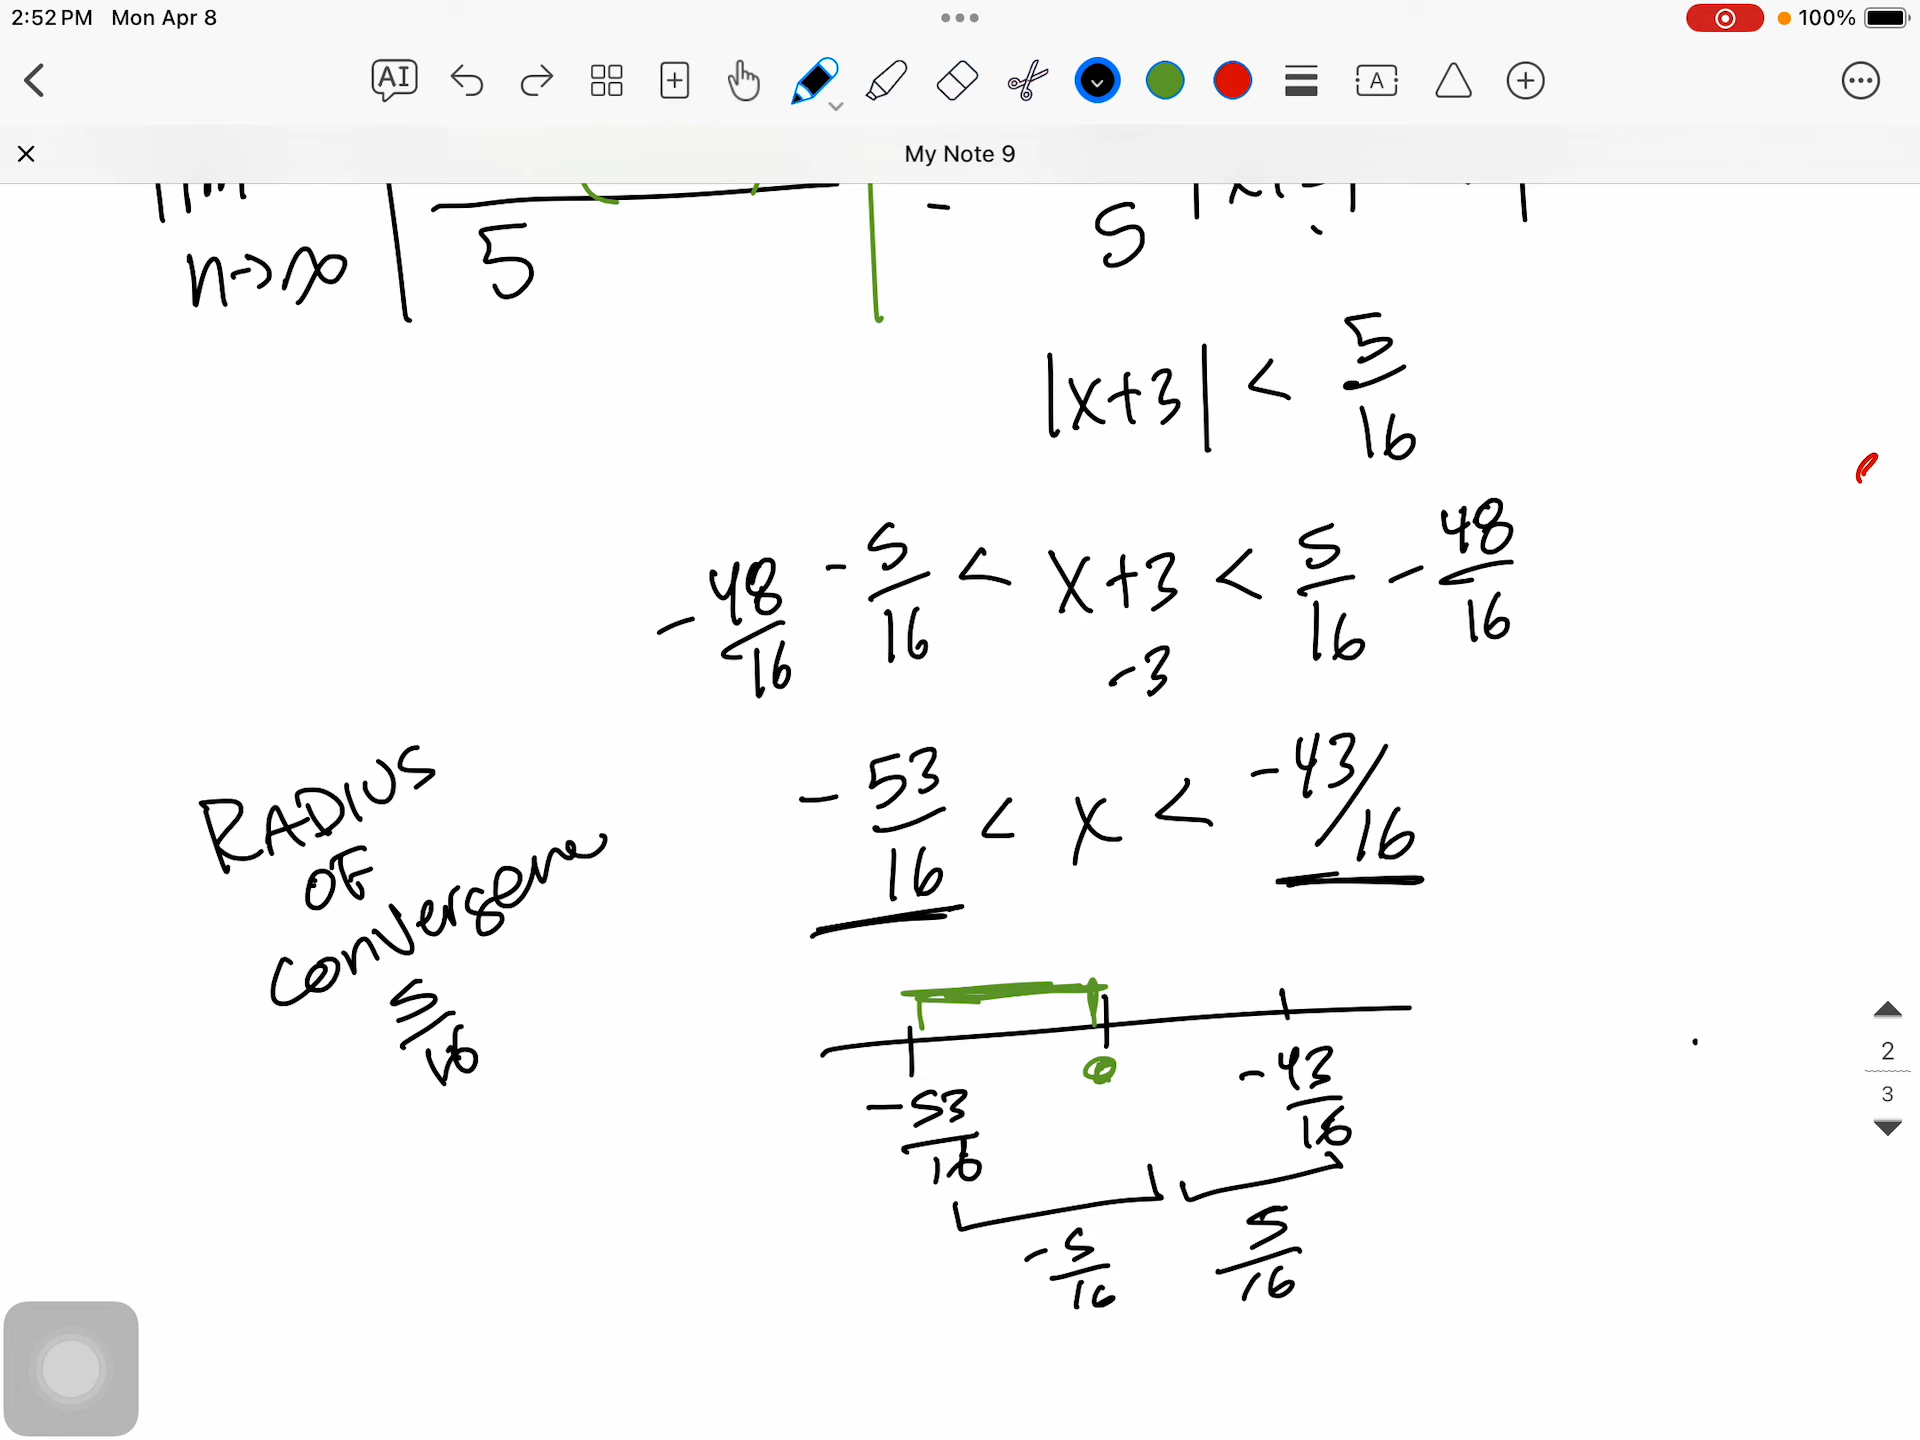 2:52 PM Mon Apr 8
100%
AI
A
My Note 9
n→∞ 5 = 5
|x+3| < 5/16
-48/16 - 5/16 < x+3 < 5/16 - 48/16
-3
-53/16 < x < -43/16
RADIUS
OF
Convergence
5/16
-53/16 0 -43/16
-5/16 5/16
2
3